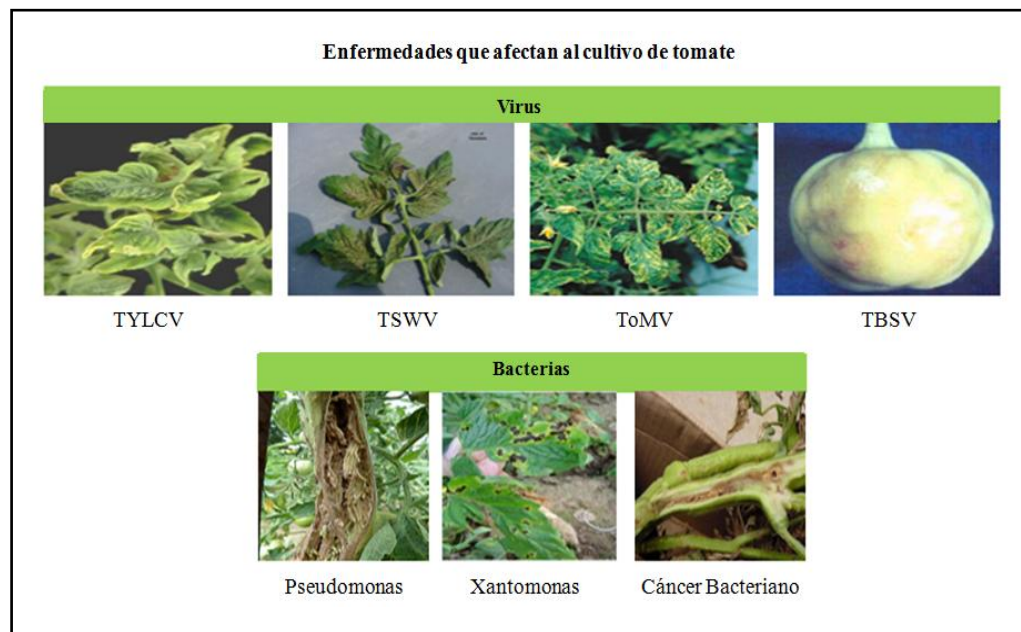 Enfermedades que afectan al cultivo de tomate
Virus
TYLCV TSWV ToMV TBSV
Bacterias
Pseudomonas Xantomonas Cáncer Bacteriano